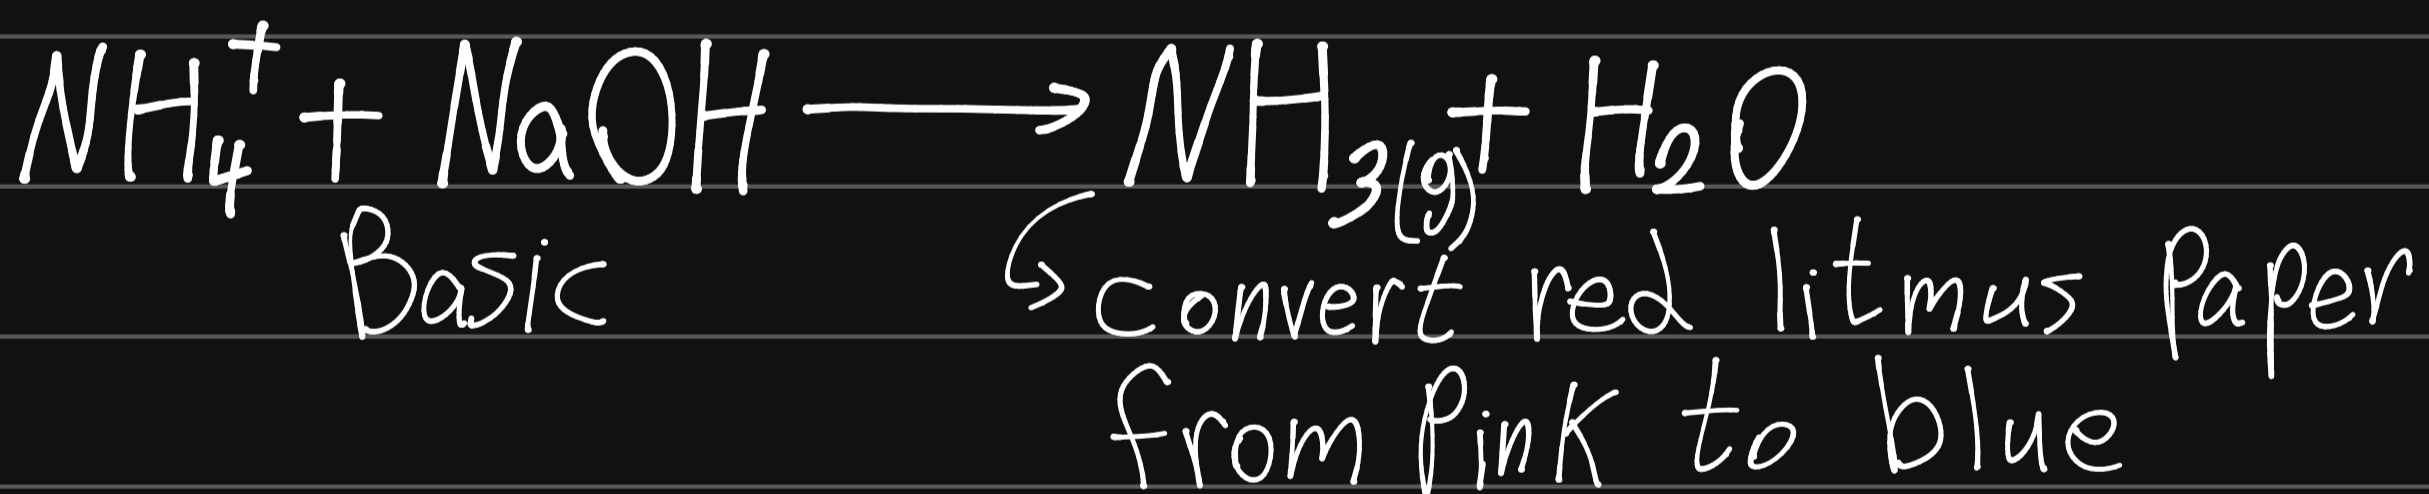 NH₄⁺ + NaOH ⟶ NH₃(g) + H₂O
Basic ↳ convert red litmus Paper
from Pink to blue